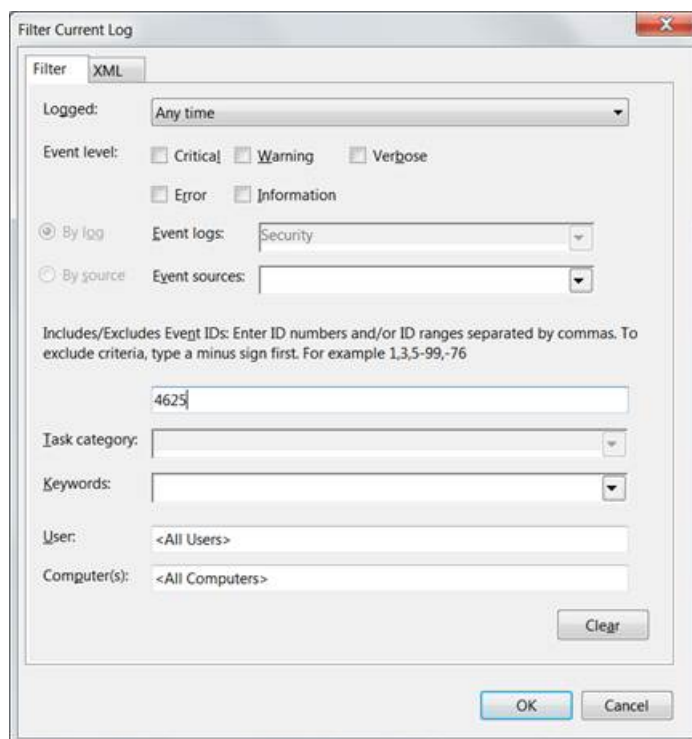 Filter Current Log
Filter XML
Logged: Any time
Event level: Critical Warning Verbose
Error Information
By log Event logs: Security
By source Event sources:
Includes/Excludes Event IDs: Enter ID numbers and/or ID ranges separated by commas. To
exclude criteria, type a minus sign first. For example 1,3,5-99,-76
4625
Task category:
Keywords:
User: <All Users>
Computer(s): <All Computers>
Clear
OK Cancel